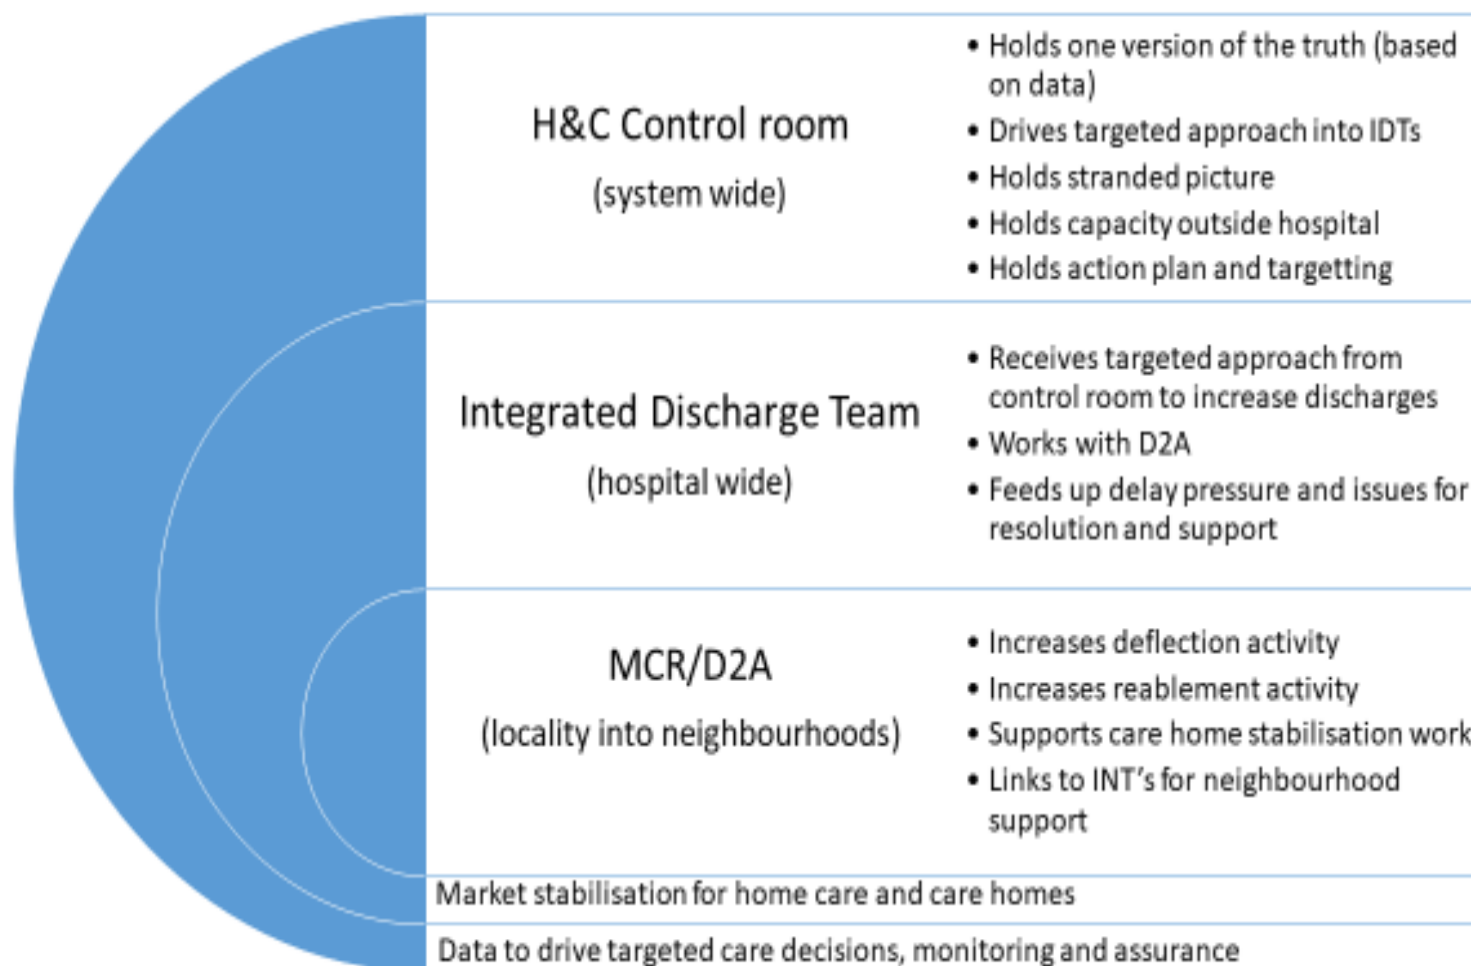 H&C Control room
(system wide)
• Holds one version of the truth (based
on data)
• Drives targeted approach into IDTs
• Holds stranded picture
• Holds capacity outside hospital
• Holds action plan and targetting
Integrated Discharge Team
(hospital wide)
• Receives targeted approach from
control room to increase discharges
• Works with D2A
• Feeds up delay pressure and issues for
resolution and support
MCR/D2A
(locality into neighbourhoods)
• Increases deflection activity
• Increases reablement activity
• Supports care home stabilisation work
• Links to INT’s for neighbourhood
support
Market stabilisation for home care and care homes
Data to drive targeted care decisions, monitoring and assurance